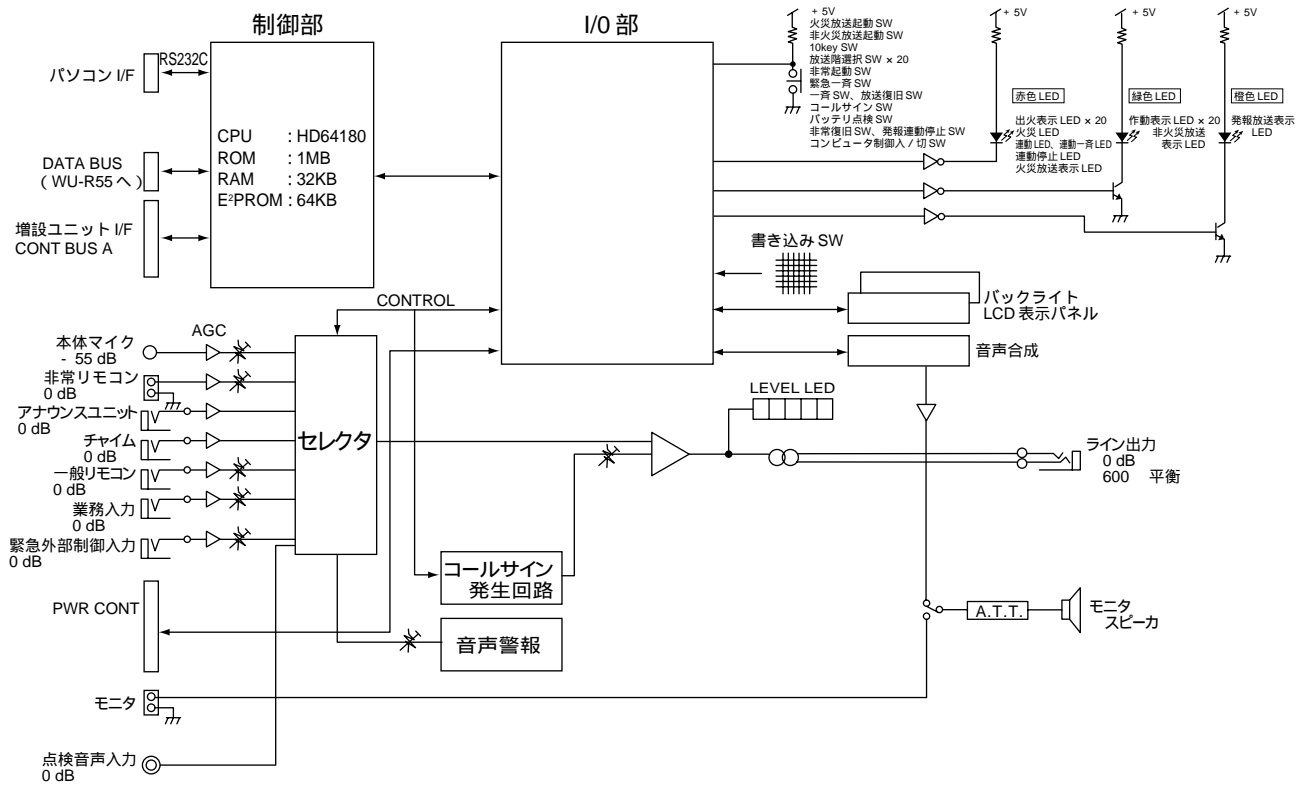 制御部
I/O 部
+ 5V
火災放送起動 SW
非火災放送起動 SW
10key SW
放送階選択 SW × 20
非常起動 SW
緊急一斉 SW
一斉 SW、放送復旧 SW
コールサイン SW
バッテリ点検 SW
非常復旧 SW、発報連動停止 SW
コンピュータ制御入 / 切 SW
+ 5V
赤色 LED
出火表示 LED × 20
火災 LED
連動 LED、連動一斉 LED
連動停止 LED
火災放送表示 LED
+ 5V
緑色 LED
作動表示 LED × 20
非火災放送
表示 LED
+ 5V
橙色 LED
発報放送表示
LED
パソコン I/F
RS232C
CPU : HD64180
ROM : 1MB
RAM : 32KB
E²PROM : 64KB
DATA BUS
( WU-R55 へ )
増設ユニット I/F
CONT BUS A
書き込み SW
バックライト
LCD 表示パネル
音声合成
CONTROL
AGC
本体マイク
- 55 dB
非常リモコン
0 dB
アナウンスユニット
0 dB
チャイム
0 dB
一般リモコン
0 dB
業務入力
0 dB
緊急外部制御入力
0 dB
セレクタ
LEVEL LED
ライン出力
0 dB
600 平衡
コールサイン
発生回路
音声警報
PWR CONT
A.T.T.
モニタ
スピーカ
モニタ
点検音声入力
0 dB